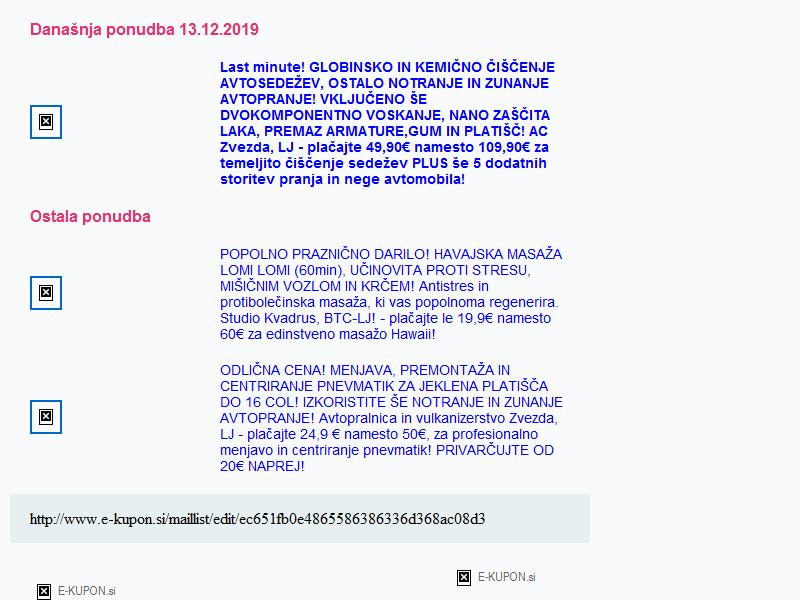 Današnja ponudba 13.12.2019
Last minute! GLOBINSKO IN KEMIČNO ČIŠČENJE
AVTOSEDEŽEV, OSTALO NOTRANJE IN ZUNANJE
AVTOPRANJE! VKLJUČENO ŠE
DVOKOMPONENTNO VOSKANJE, NANO ZAŠČITA
LAKA, PREMAZ ARMATURE,GUM IN PLATIŠČ! AC
Zvezda, LJ - plačajte 49,90€ namesto 109,90€ za
temeljito čiščenje sedežev PLUS še 5 dodatnih
storitev pranja in nege avtomobila!
Ostala ponudba
POPOLNO PRAZNIČNO DARILO! HAVAJSKA MASAŽA
LOMI LOMI (60min), UČINOVITA PROTI STRESU,
MIŠIČNIM VOZLOM IN KRČEM! Antistres in
protibolečinska masaža, ki vas popolnoma regenerira.
Studio Kvadrus, BTC-LJ! - plačajte le 19,9€ namesto
60€ za edinstveno masažo Hawaii!
ODLIČNA CENA! MENJAVA, PREMONTAŽA IN
CENTRIRANJE PNEVMATIK ZA JEKLENA PLATIŠČA
DO 16 COL! IZKORISTITE ŠE NOTRANJE IN ZUNANJE
AVTOPRANJE! Avtopralnica in vulkanizerstvo Zvezda,
LJ - plačajte 24,9 € namesto 50€, za profesionalno
menjavo in centriranje pnevmatik! PRIVARČUJTE OD
20€ NAPREJ!
http://www.e-kupon.si/maillist/edit/ec651fb0e4865586386336d368ac08d3
E-KUPON.si
E-KUPON.si